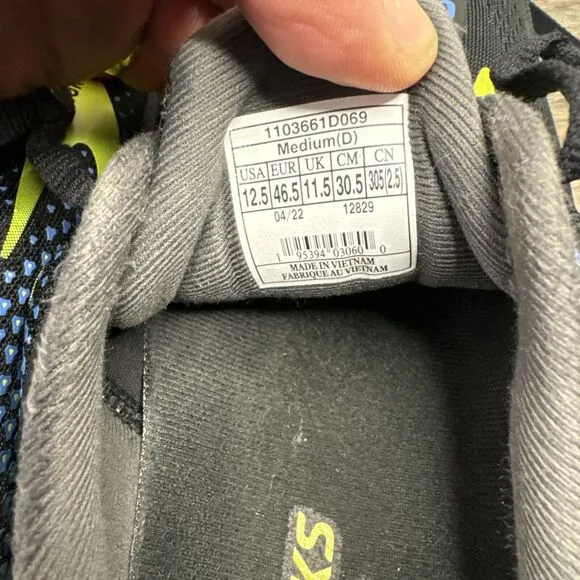 1103661D069
Medium(D)
USA EUR UK CM CN
12.5 46.5 11.5 30.5 305(2.5)
04/22 12829
1 95394 03060 0
MADE IN VIETNAM
FABRIQUE AU VIETNAM
KS